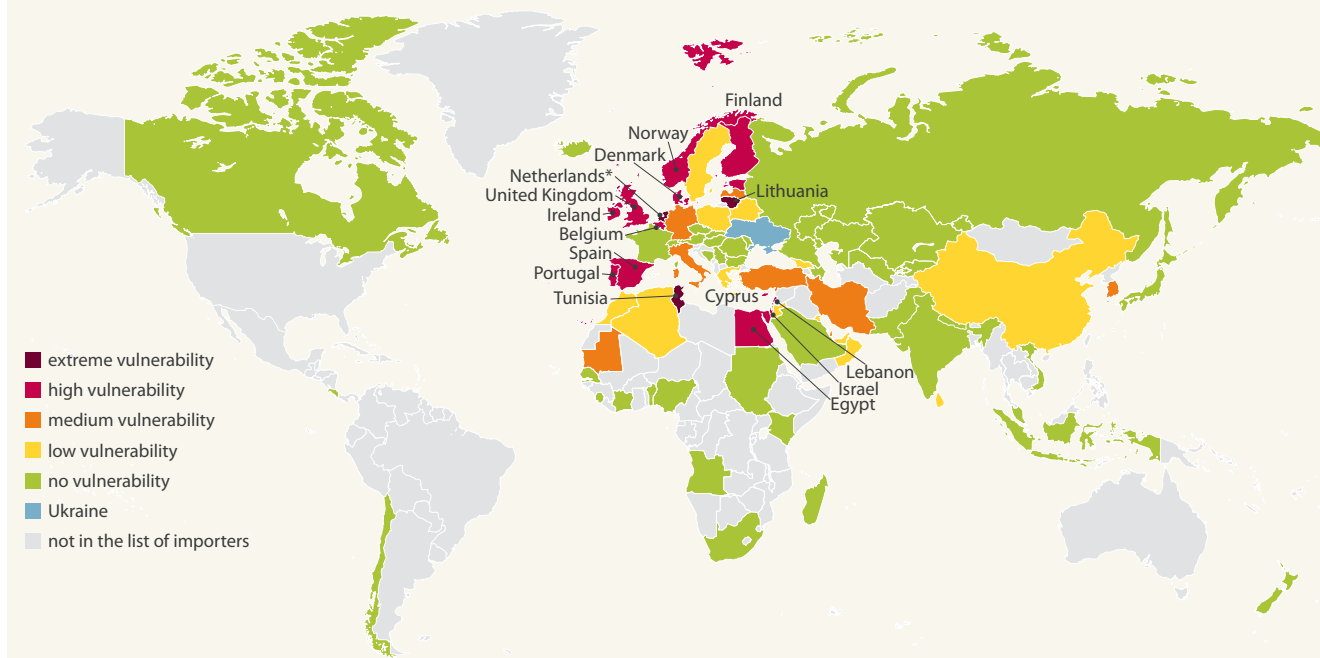 Finland
Norway
Denmark
Netherlands*
United Kingdom
Lithuania
Ireland
Belgium
Spain
Portugal
Tunisia
Cyprus
Lebanon
Israel
Egypt
extreme vulnerability
high vulnerability
medium vulnerability
low vulnerability
no vulnerability
Ukraine
not in the list of importers